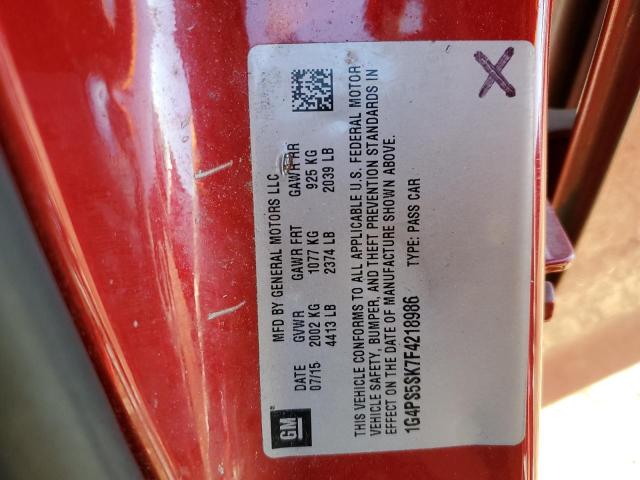 MFD BY GENERAL MOTORS LLC
DATE GVWR GAWR FRT GAWR RR
07/15 2002 KG 1077 KG 925 KG
4413 LB 2374 LB 2039 LB
THIS VEHICLE CONFORMS TO ALL APPLICABLE U.S. FEDERAL MOTOR
VEHICLE SAFETY, BUMPER, AND THEFT PREVENTION STANDARDS IN
EFFECT ON THE DATE OF MANUFACTURE SHOWN ABOVE.
1G4PS5SK7F4218986 TYPE: PASS CAR
GM
X